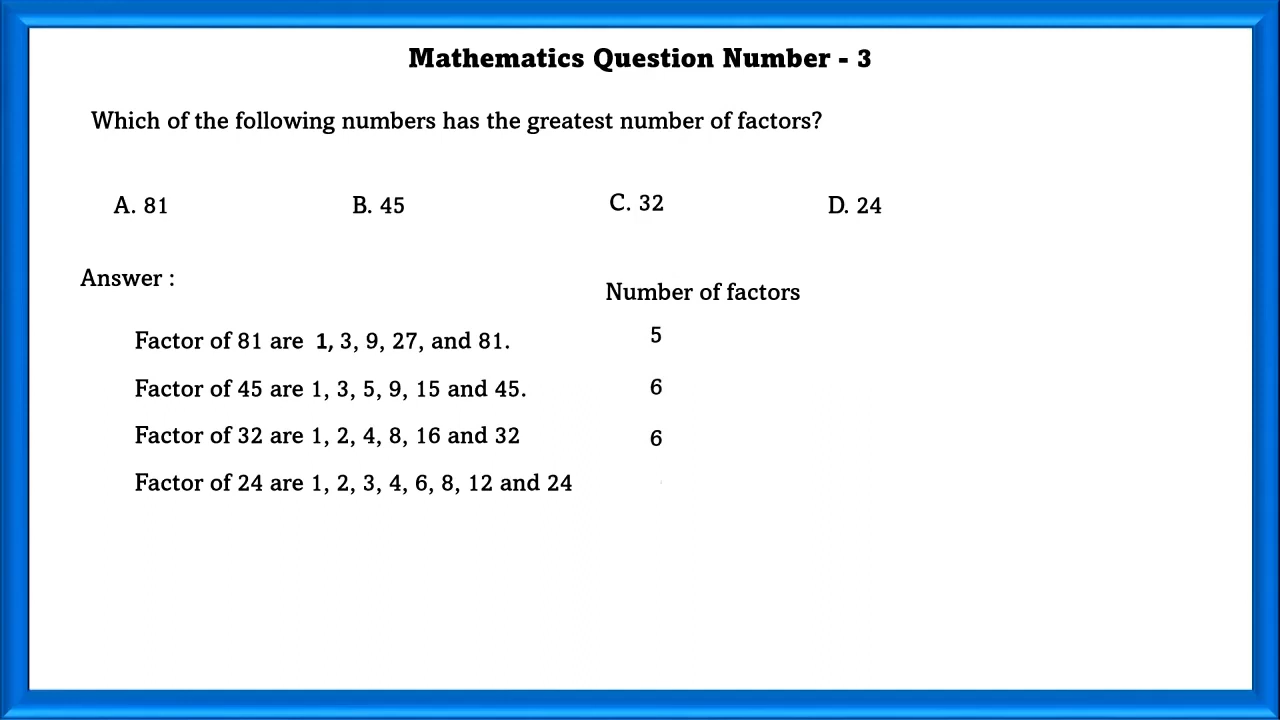 Mathematics Question Number - 3
Which of the following numbers has the greatest number of factors?
A. 81 B. 45 C. 32 D. 24
Answer :
Number of factors
Factor of 81 are 1, 3, 9, 27, and 81. 5
Factor of 45 are 1, 3, 5, 9, 15 and 45. 6
Factor of 32 are 1, 2, 4, 8, 16 and 32 6
Factor of 24 are 1, 2, 3, 4, 6, 8, 12 and 24